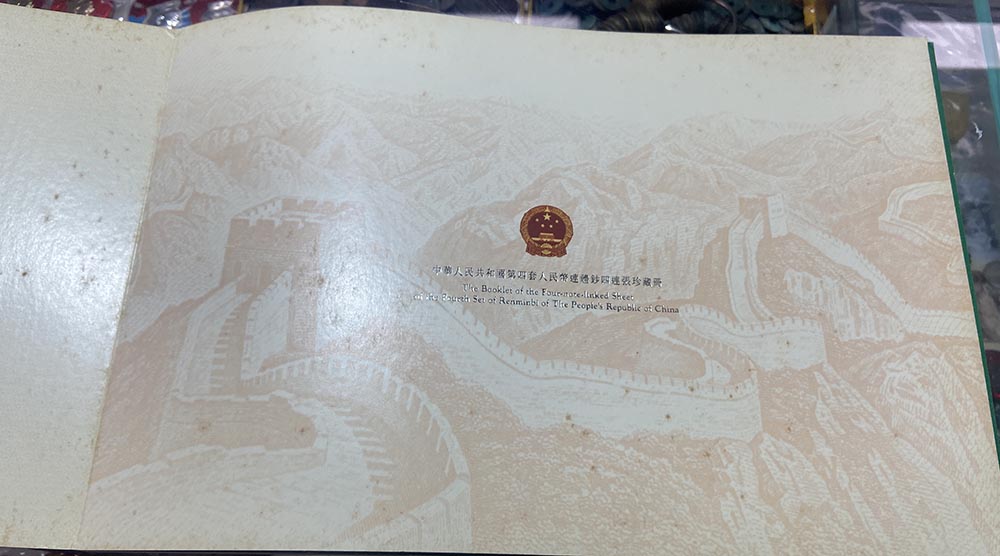 中華人民共和國第四套人民幣連體鈔四連張珍藏冊
The Booklet of the Four-note-linked Sheet
of the Fourth Set of Renminbi of The People's Republic of China